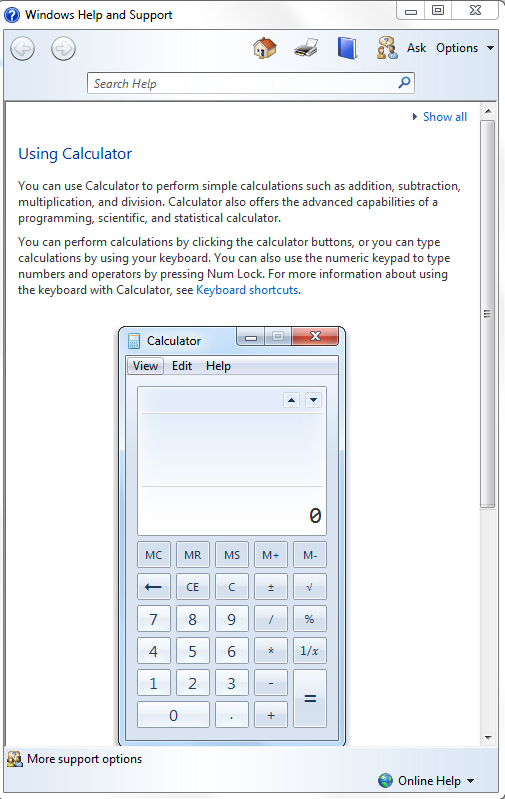 Windows Help and Support
Ask Options
Search Help
Show all
Using Calculator
You can use Calculator to perform simple calculations such as addition, subtraction,
multiplication, and division. Calculator also offers the advanced capabilities of a
programming, scientific, and statistical calculator.
You can perform calculations by clicking the calculator buttons, or you can type
calculations by using your keyboard. You can also use the numeric keypad to type
numbers and operators by pressing Num Lock. For more information about using
the keyboard with Calculator, see Keyboard shortcuts.
Calculator
View Edit Help
0
MC MR MS M+ M-
← CE C ± √
7 8 9 / %
4 5 6 * 1/x
1 2 3 - =
0 . +
More support options
Online Help